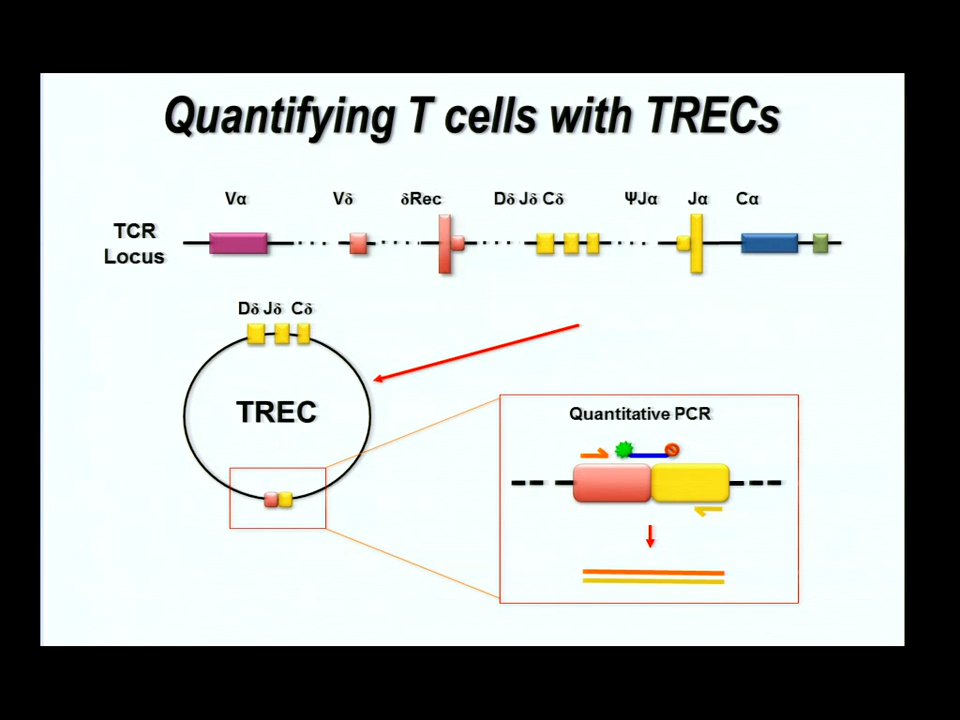 Quantifying T cells with TRECs
Vα Vδ δRec Dδ Jδ Cδ ΨJα Jα Cα
TCR
Locus
Dδ Jδ Cδ
TREC
Quantitative PCR